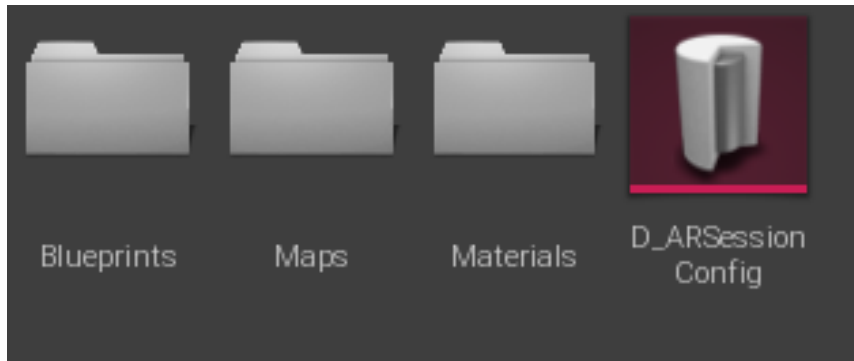 Blueprints
Maps
Materials
D_ARSession
Config